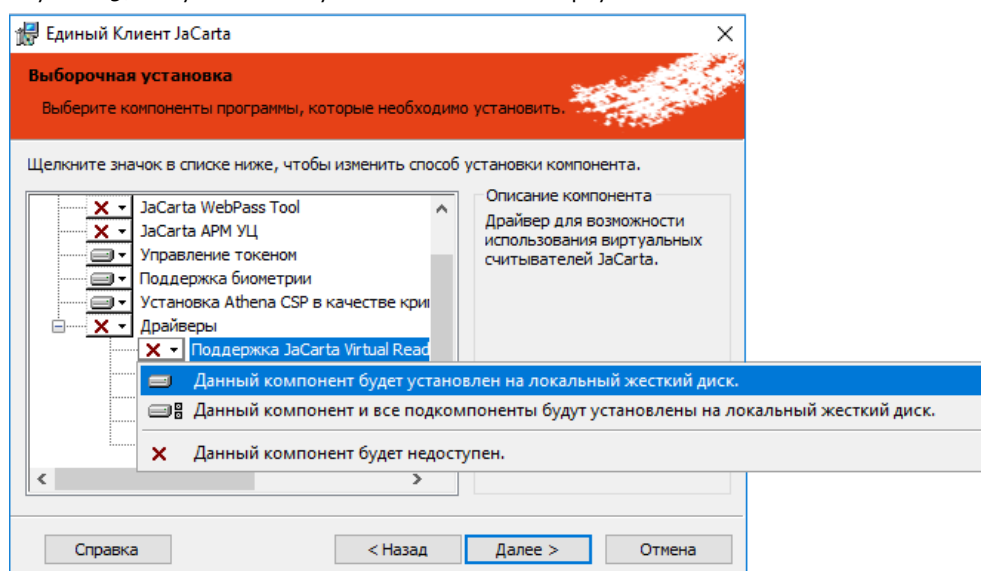 Единый Клиент JaCarta
Выборочная установка
Выберите компоненты программы, которые необходимо установить.
Щелкните значок в списке ниже, чтобы изменить способ установки компонента.
JaCarta WebPass Tool
JaCarta АРМ УЦ
Управление токеном
Поддержка биометрии
Установка Athena CSP в качестве
Драйверы
Поддержка JaCarta Virtual Read
Описание компонента
Драйвер для возможности
использования виртуальных
считывателей JaCarta.
Данный компонент будет установлен на локальный жесткий диск.
Данный компонент и все подкомпоненты будут установлены на локальный жесткий диск.
Данный компонент будет недоступен.
Справка
< Назад
Далее >
Отмена